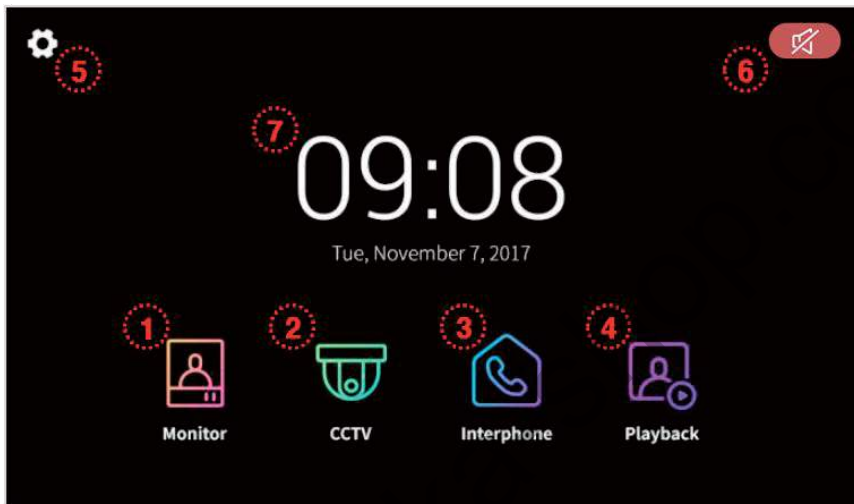 5
6
7
09:08
Tue, November 7, 2017
1
2
3
4
Monitor
CCTV
Interphone
Playback